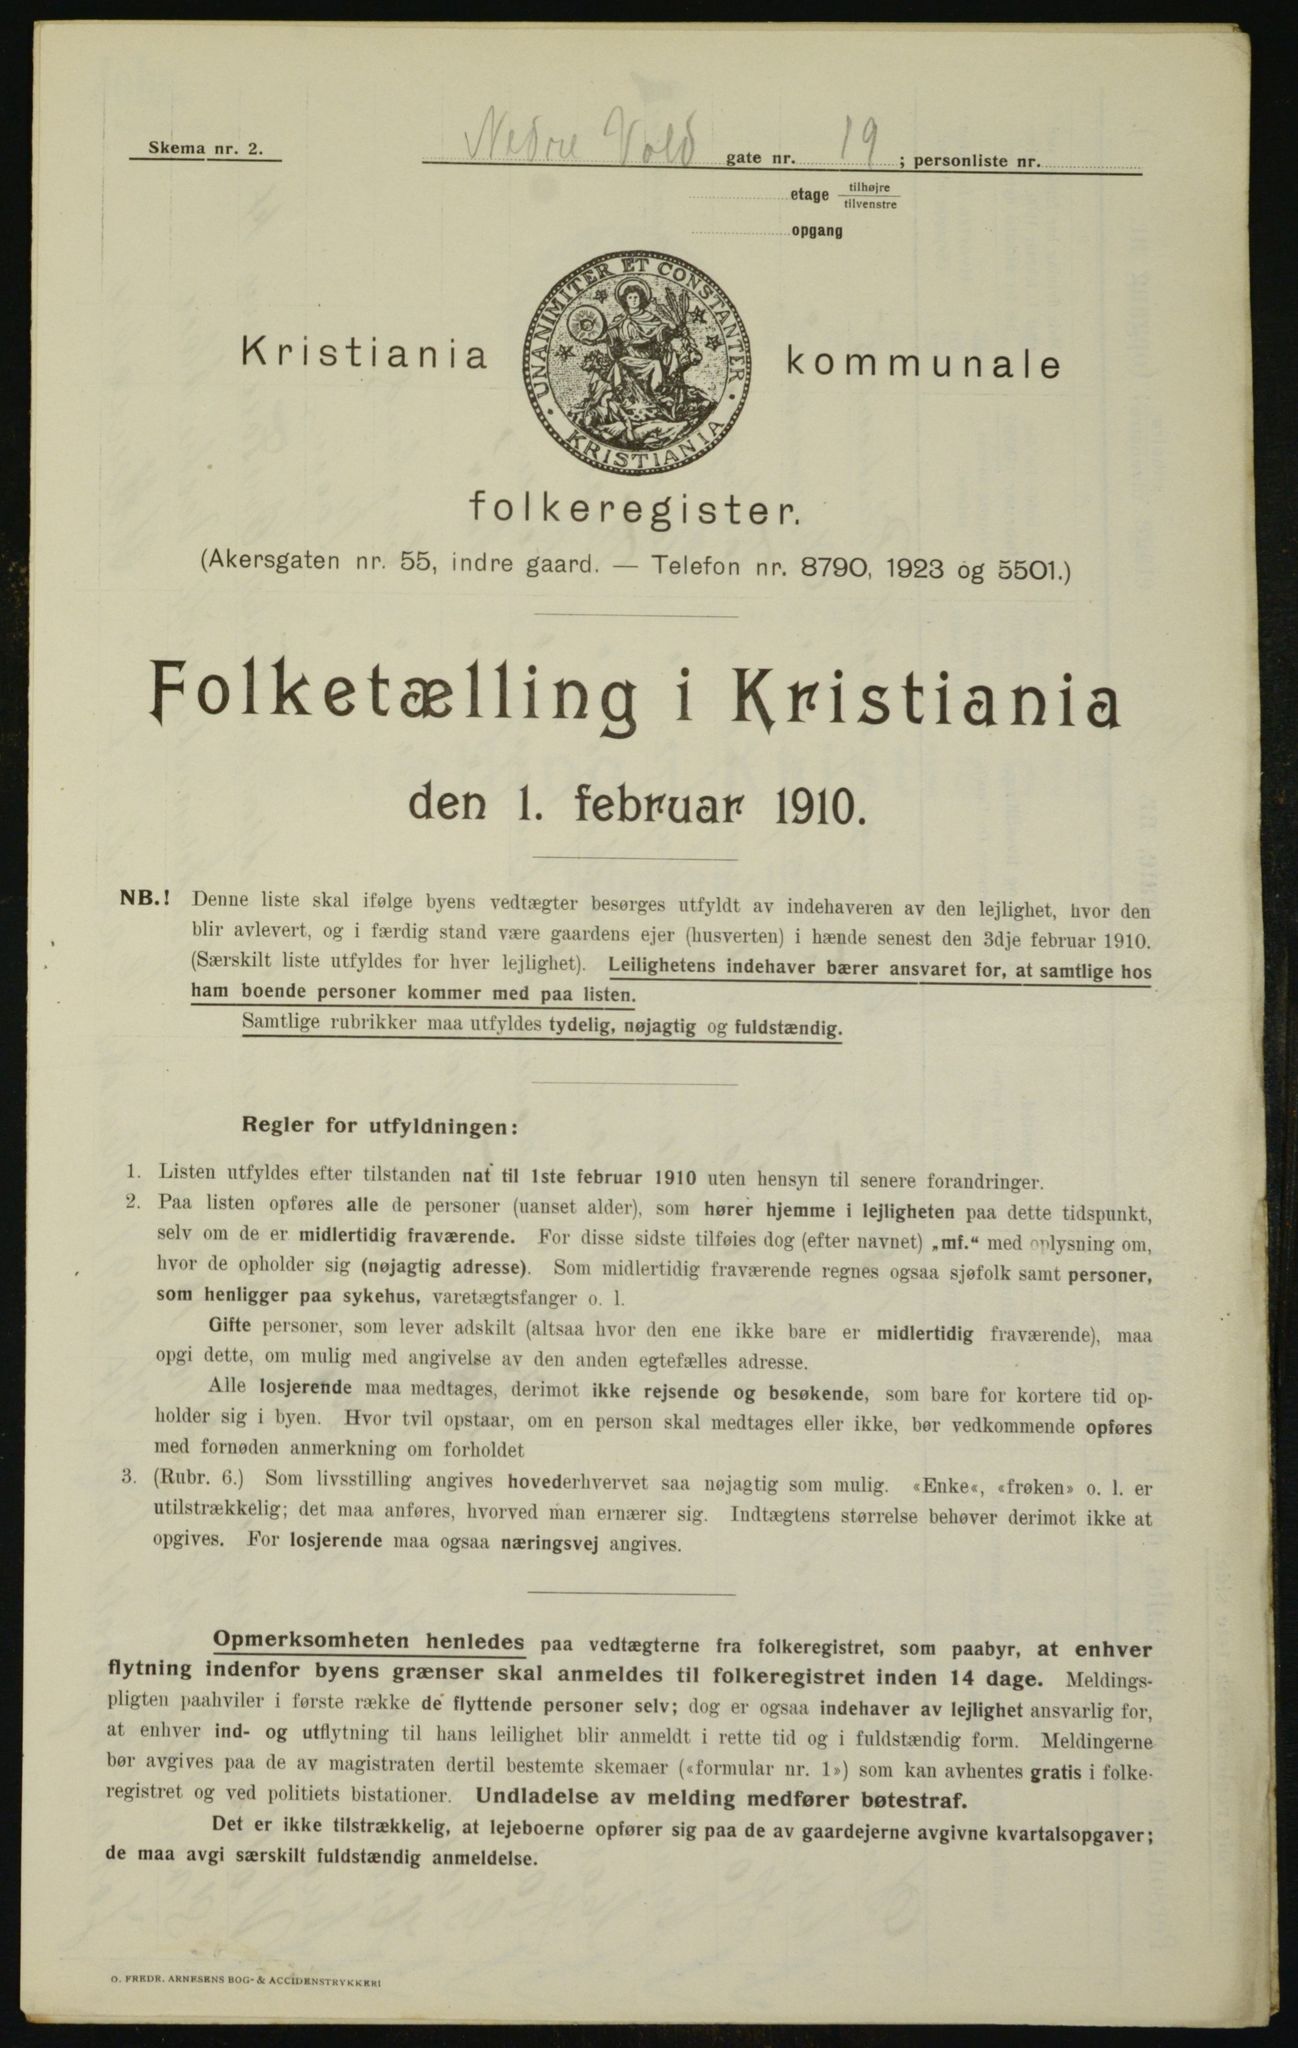 Skema nr. 2.
Nedre Vold gate nr. 19; personliste nr.
etage tilhøjre
tilvenstre
opgang
UNANIMITER ET CONSTANTER
KRISTIANIA
Kristiania kommunale
folkeregister.
(Akersgaten nr. 55, indre gaard. — Telefon nr. 8790, 1923 og 5501.)
Folketælling i Kristiania
den 1. februar 1910.
NB.! Denne liste skal ifølge byens vedtægter besørges utfyldt av indehaveren av den lejlighet, hvor den
blir avlevert, og i færdig stand være gaardens ejer (husverten) i hænde senest den 3dje februar 1910.
(Særskilt liste utfyldes for hver lejlighet). Leilighetens indehaver bærer ansvaret for, at samtlige hos
ham boende personer kommer med paa listen.
Samtlige rubrikker maa utfyldes tydelig, nøjagtig og fuldstændig.
Regler for utfyldningen:
1. Listen utfyldes efter tilstanden nat til 1ste februar 1910 uten hensyn til senere forandringer.
2. Paa listen opføres alle de personer (uanset alder), som hører hjemme i lejligheten paa dette tidspunkt,
selv om de er midlertidig fraværende. For disse sidste tilføies dog (efter navnet) „mf.“ med oplysning om,
hvor de opholder sig (nøjagtig adresse). Som midlertidig fraværende regnes ogsaa sjøfolk samt personer,
som henligger paa sykehus, varetægtsfanger o. l.
Gifte personer, som lever adskilt (altsaa hvor den ene ikke bare er midlertidig fraværende), maa
opgi dette, om mulig med angivelse av den anden egtefælles adresse.
Alle losjerende maa medtages, derimot ikke rejsende og besøkende, som bare for kortere tid op-
holder sig i byen. Hvor tvil opstaar, om en person skal medtages eller ikke, bør vedkommende opføres
med fornøden anmerkning om forholdet
3. (Rubr. 6.) Som livsstilling angives hovederhvervet saa nøjagtig som mulig. «Enke«, «frøken» o. l. er
utilstrækkelig; det maa anføres, hvorved man ernærer sig. Indtægtens størrelse behøver derimot ikke at
opgives. For losjerende maa ogsaa næringsvej angives.
Opmerksomheten henledes paa vedtægterne fra folkeregistret, som paabyr, at enhver
flytning indenfor byens grænser skal anmeldes til folkeregistret inden 14 dage. Meldings-
pligten paahviler i første række de flyttende personer selv; dog er ogsaa indehaver av lejlighet ansvarlig for,
at enhver ind- og utflytning til hans leilighet blir anmeldt i rette tid og i fuldstændig form. Meldingerne
bør avgives paa de av magistraten dertil bestemte skemaer («formular nr. 1») som kan avhentes gratis i folke-
registret og ved politiets bistationer. Undladelse av melding medfører bøtestraf.
Det er ikke tilstrækkelig, at lejeboerne opfører sig paa de av gaardejerne avgivne kvartalsopgaver;
de maa avgi særskilt fuldstændig anmeldelse.
O. FREDR. ARNESENS BOG- & ACCIDENSTRYKKERI